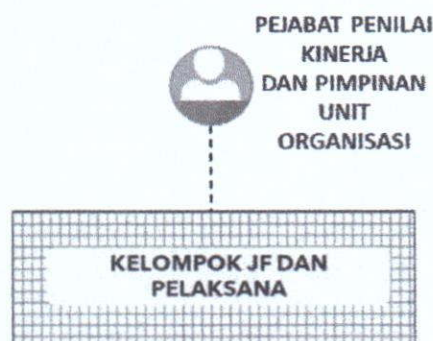 PEJABAT PENILAI
KINERJA
DAN PIMPINAN
UNIT
ORGANISASI
KELOMPOK JF DAN
PELAKSANA